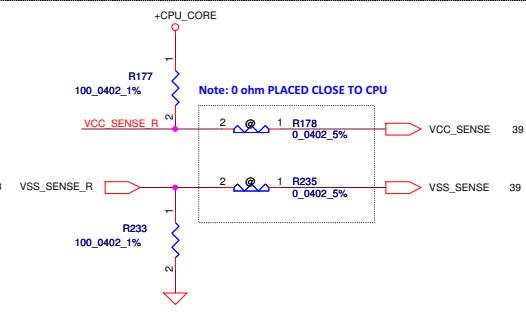 +CPU_CORE
1
R177
100_0402_1%
2
Note: 0 ohm PLACED CLOSE TO CPU
VCC_SENSE_R
2
@
1
R178
0_0402_5%
VCC_SENSE
39
VSS_SENSE_R
2
@
1
R235
0_0402_5%
VSS_SENSE
39
1
R233
100_0402_1%
2